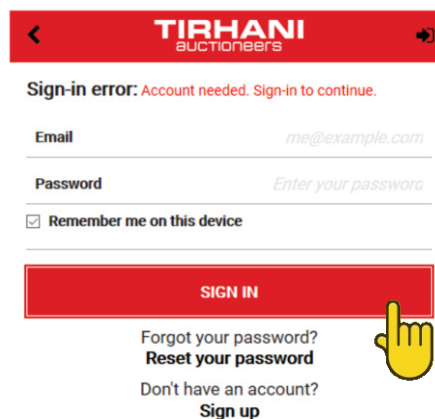 TIRHANI
auctioneers
Sign-in error: Account needed. Sign-in to continue.
Email me@example.com
Password Enter your password
Remember me on this device
SIGN IN
Forgot your password?
Reset your password
Don't have an account?
Sign up